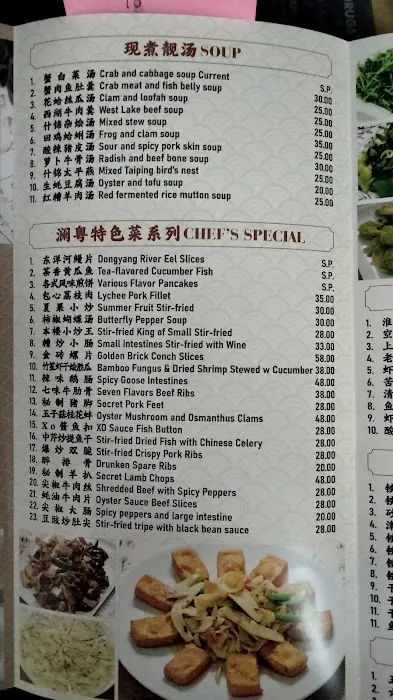 现煮靓汤 SOUP
1. 蟹白菜汤 Crab and cabbage soup Current S.P.
2. 蟹肉鱼肚羹 Crab meat and fish belly soup 30.00
3. 花蛤丝瓜汤 Clam and loofah soup 25.00
4. 西湖牛肉羹 West Lake beef soup 25.00
5. 什锦杂烩汤 Mixed stew soup 25.00
6. 田鸡蛤蜊汤 Frog and clam soup 35.00
7. 酸辣猪皮汤 Sour and spicy pork skin soup 25.00
8. 萝卜牛骨汤 Radish and beef bone soup 30.00
9. 什锦太平燕 Mixed Taiping bird's nest 25.00
10. 生蚝豆腐汤 Oyster and tofu soup 20.00
11. 红糟羊肉汤 Red fermented rice mutton soup 25.00
澜粤特色菜系列 CHEF'S SPECIAL
1. 东洋河鳗片 Dongyang River Eel Slices S.P.
2. 茶香黄瓜鱼 Tea-flavored Cucumber Fish S.P.
3. 各式风味煎饼 Various Flavor Pancakes S.P.
4. 包心荔枝肉 Lychee Pork Fillet 35.00
5. 夏果小炒 Summer Fruit Stir-fried 30.00
6. 柿椒蝴蝶汤 Butterfly Pepper Soup 30.00
7. 本楼小炒王 Stir-fried King of Small Stir-fried 28.00
8. 糟炒小肠 Small Intestines Stir-fried with Wine 33.00
9. 金砖螺片 Golden Brick Conch Slices 58.00
10. 竹笙虾干烩胜瓜 Bamboo Fungus & Dried Shrimp Stewed w Cucumber 38.00
11. 辣味鹅肠 Spicy Goose Intestines 48.00
12. 七味牛肋骨 Seven Flavors Beef Ribs 38.00
13. 秘制猪脚 Secret Pork Feet 28.00
14. 玉子菇桂花蚌 Oyster Mushroom and Osmanthus Clams 48.00
15. Xo酱鱼扣 XO Sauce Fish Button 28.00
16. 中芹炒提鱼干 Stir-fried Dried Fish with Chinese Celery 28.00
17. 爆炒双脆 Stir-fried Crispy Pork Ribs 28.00
18. 醉排骨 Drunken Spare Ribs 20.00
19. 秘制羊扒 Secret Lamb Chops 48.00
20. 尖椒牛肉丝 Shredded Beef with Spicy Peppers 28.00
21. 蚝油牛肉片 Oyster Sauce Beef Slices 28.00
22. 尖椒大肠 Spicy peppers and large intestine 20.00
23. 豆豉炒肚尖 Stir-fried tripe with black bean sauce 28.00